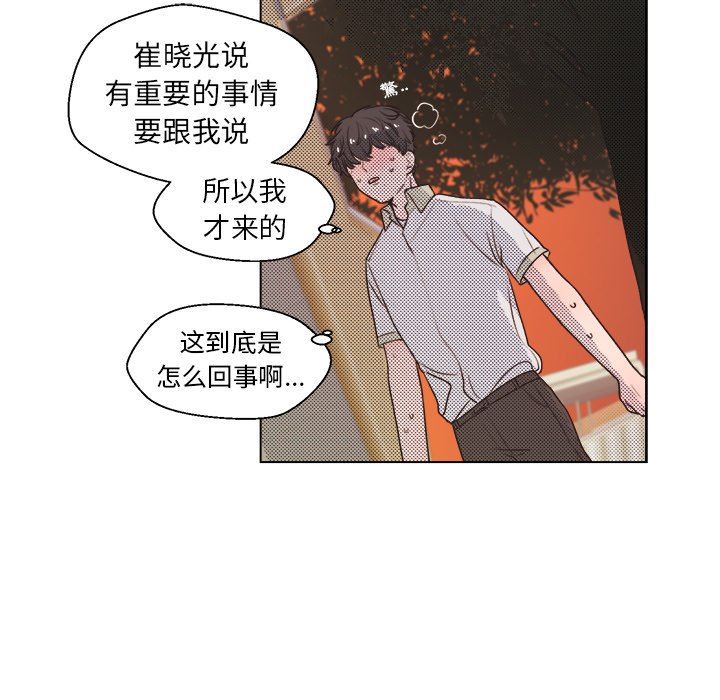 崔晓光说
有重要的事情
要跟我说
所以我
才来的
这到底是
怎么回事啊…